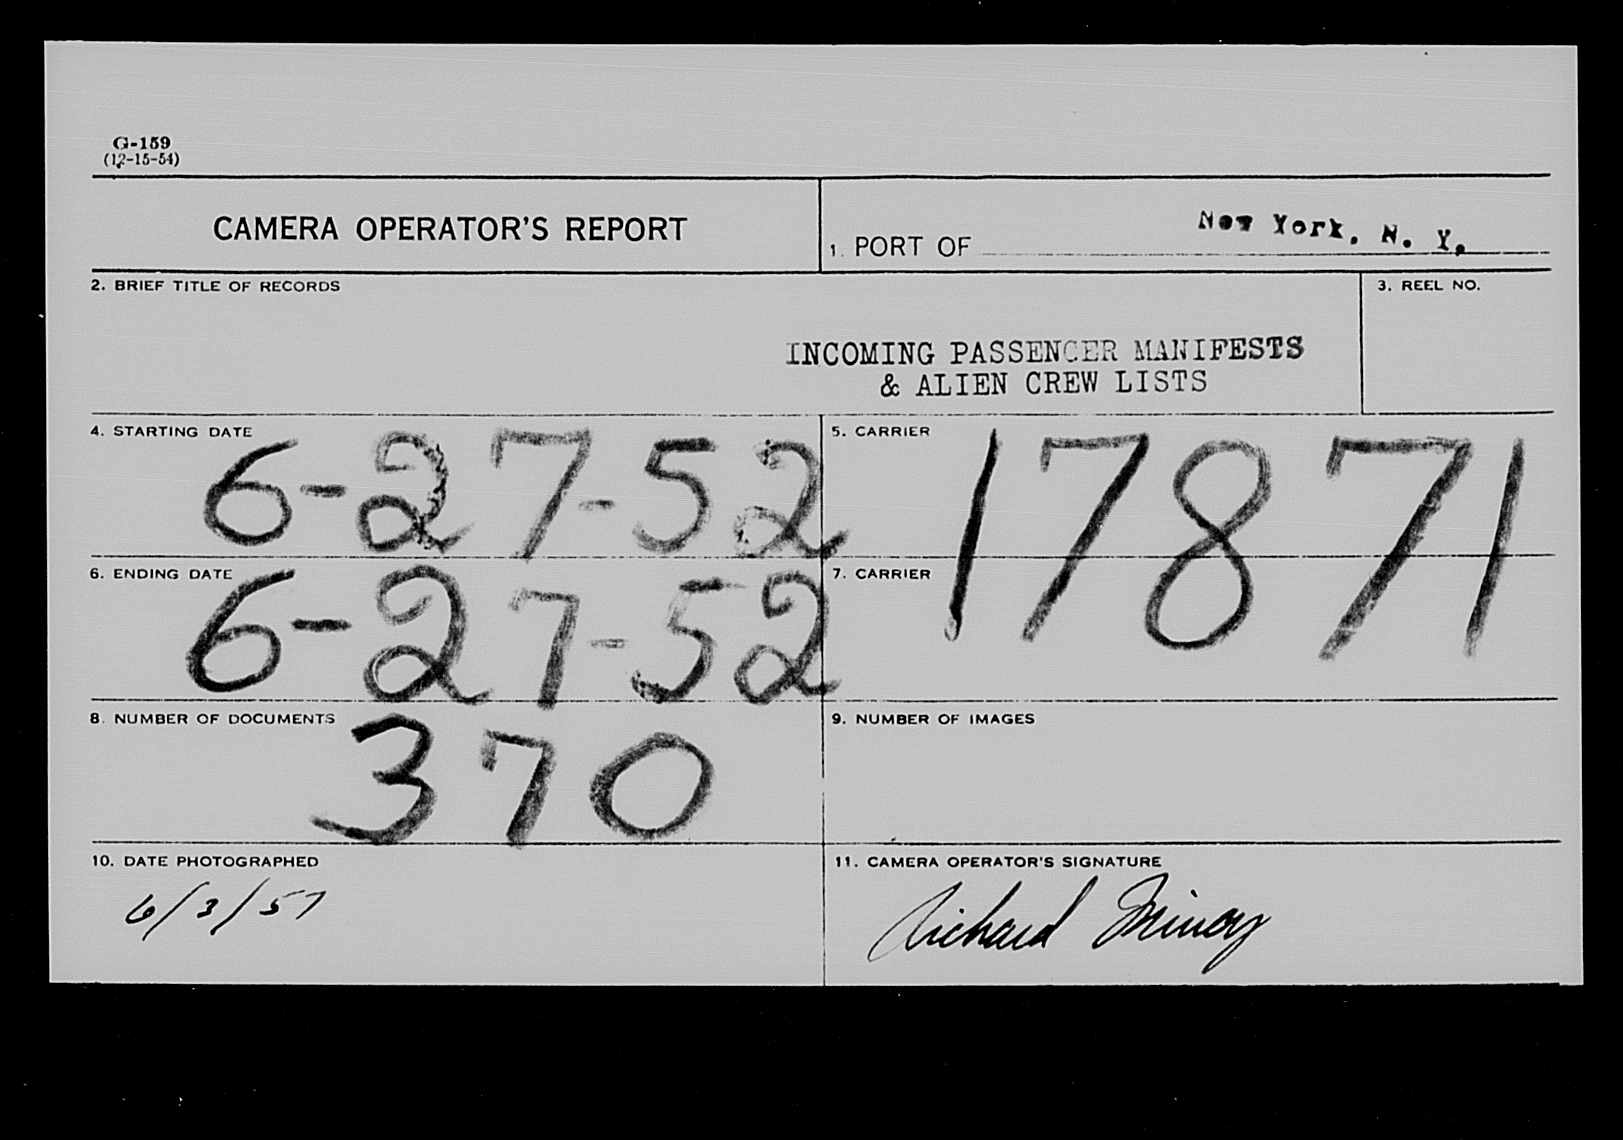 G-159
(12-15-54)
CAMERA OPERATOR'S REPORT
1. PORT OF New York, N. Y.
2. BRIEF TITLE OF RECORDS
3. REEL NO.
INCOMING PASSENGER MANIFESTS
& ALIEN CREW LISTS
4. STARTING DATE
6-27-52
5. CARRIER
17871
6. ENDING DATE
6-27-52
7. CARRIER
8. NUMBER OF DOCUMENTS
370
9. NUMBER OF IMAGES
10. DATE PHOTOGRAPHED
6/3/57
11. CAMERA OPERATOR'S SIGNATURE
Richard